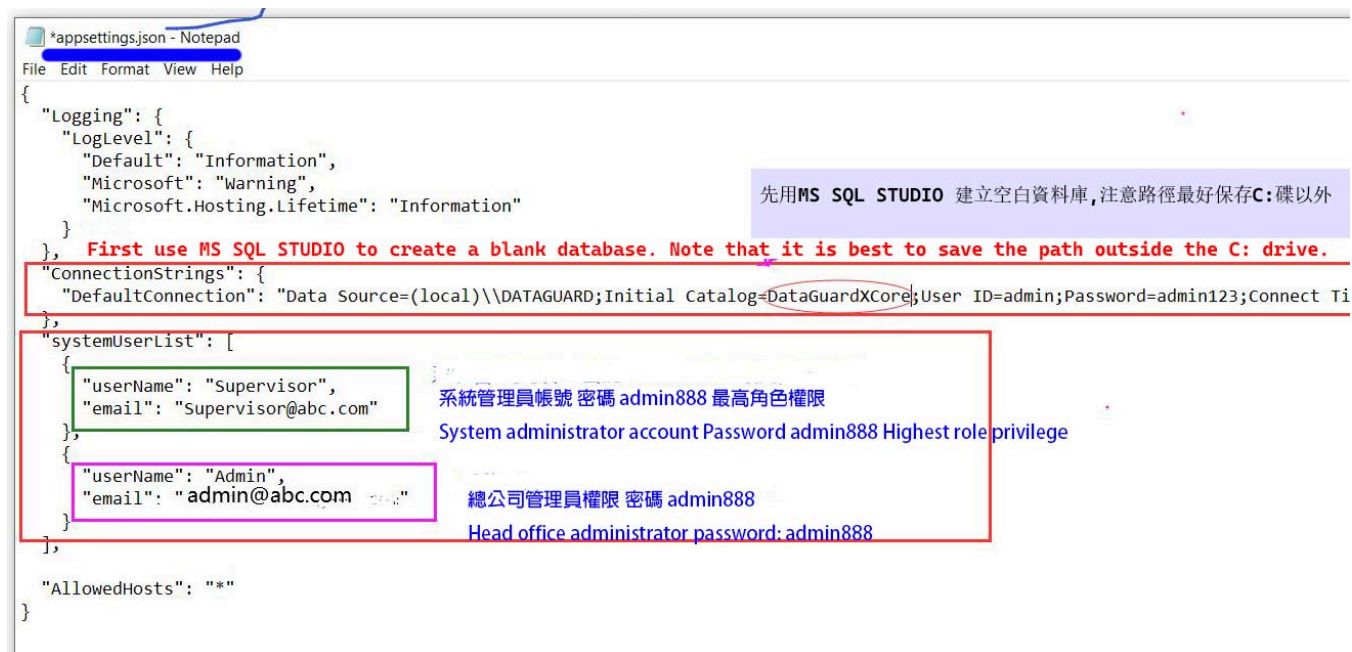 *appsettings.json - Notepad
File Edit Format View Help
{
"Logging": {
"LogLevel": {
"Default": "Information",
"Microsoft": "Warning",
"Microsoft.Hosting.Lifetime": "Information"
}
},
先用MS SQL STUDIO 建立空白資料庫,注意路徑最好保存C:碟以外
First use MS SQL STUDIO to create a blank database. Note that it is best to save the path outside the C: drive.
"ConnectionStrings": {
"DefaultConnection": "Data Source=(local)\\DATAGUARD;Initial Catalog=DataGuardXCore;User ID=admin;Password=admin123;Connect Ti
},
"systemUserList": [
{
"userName": "Supervisor",
"email": "Supervisor@abc.com"
系統管理員帳號 密碼 admin888 最高角色權限
System administrator account Password admin888 Highest role privilege
},
{
"userName": "Admin",
"email": "admin@abc.com"
總公司管理員權限 密碼 admin888
Head office administrator password: admin888
}
],
"AllowedHosts": "*"
}